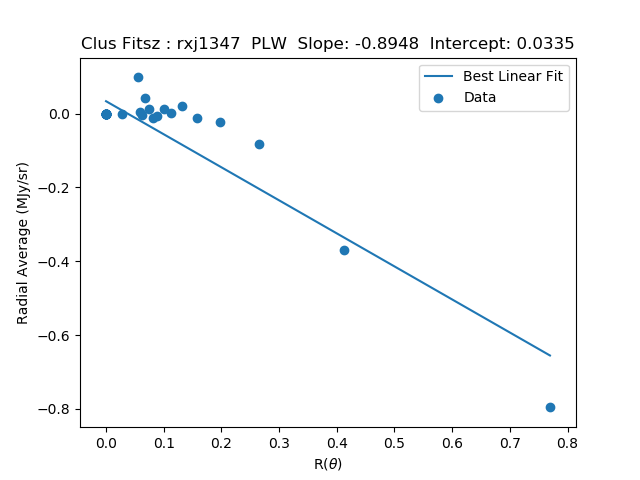 Clus Fitsz : rxj1347  PLW  Slope: -0.8948  Intercept: 0.0335
Best Linear Fit
Data
Radial Average (MJy/sr)
0.0
−0.2
−0.4
−0.6
−0.8
0.0 0.1 0.2 0.3 0.4 0.5 0.6 0.7 0.8
R(θ)